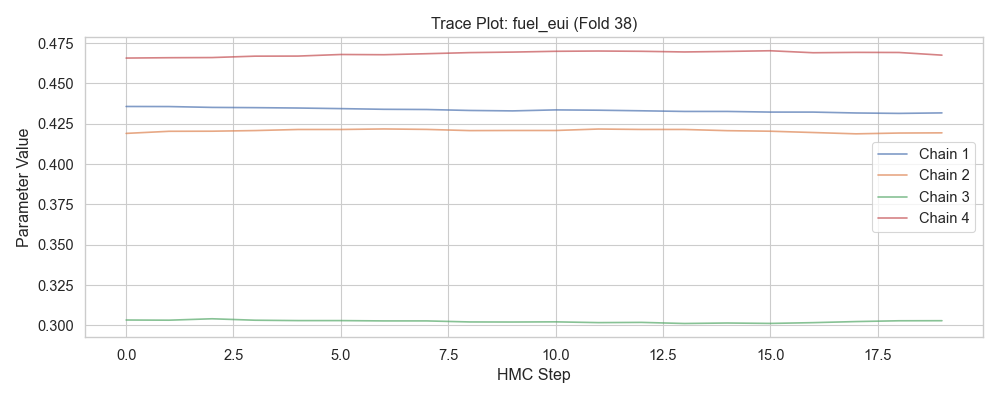 Trace Plot: fuel_eui (Fold 38)
Parameter Value
0.475
0.450
0.425
0.400
0.375
0.350
0.325
0.300
Chain 1
Chain 2
Chain 3
Chain 4
0.0 2.5 5.0 7.5 10.0 12.5 15.0 17.5
HMC Step